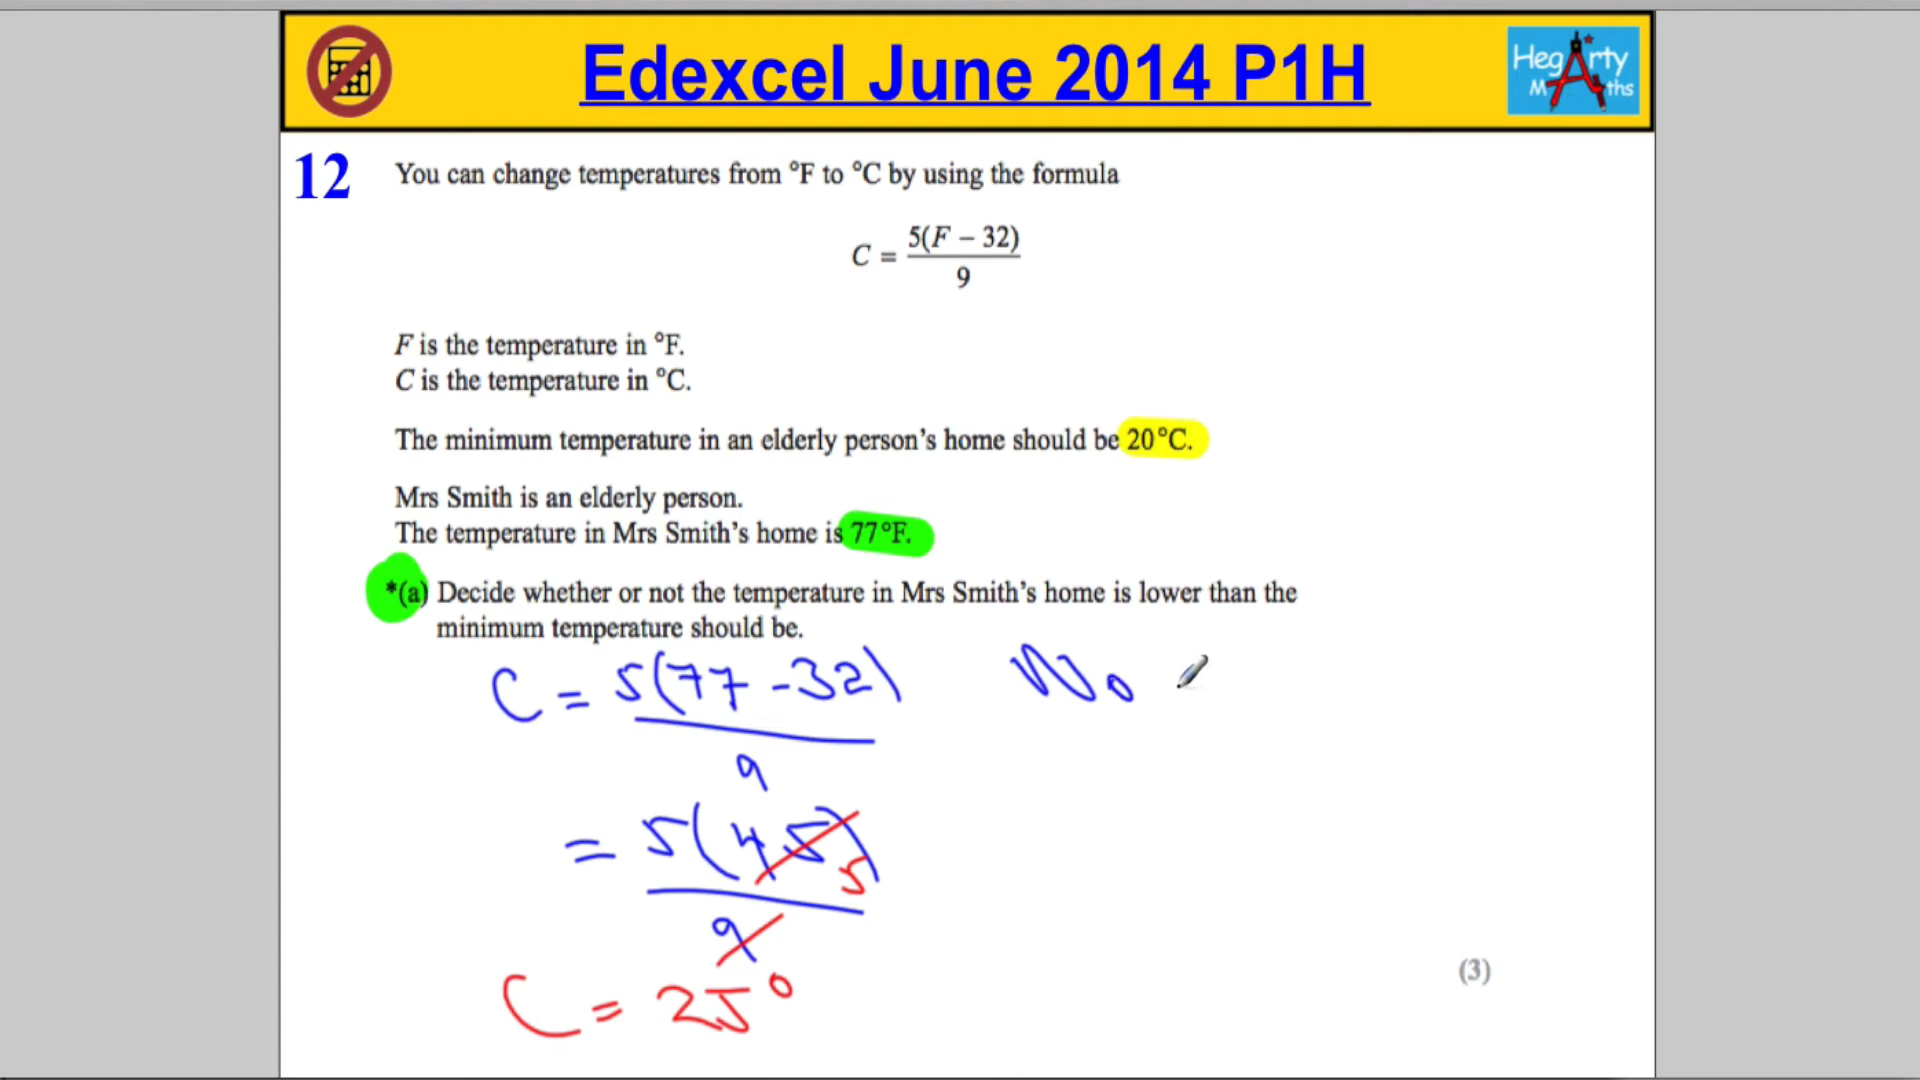 Edexcel June 2014 P1H
Hegarty
Maths
12 You can change temperatures from °F to °C by using the formula
C = 5(F – 32)
9
F is the temperature in °F.
C is the temperature in °C.
The minimum temperature in an elderly person's home should be 20°C.
Mrs Smith is an elderly person.
The temperature in Mrs Smith's home is 77°F.
*(a) Decide whether or not the temperature in Mrs Smith's home is lower than the
minimum temperature should be.
C = 5(77 - 32) No
9
= 5(45) 5
9
C = 25°
(3)